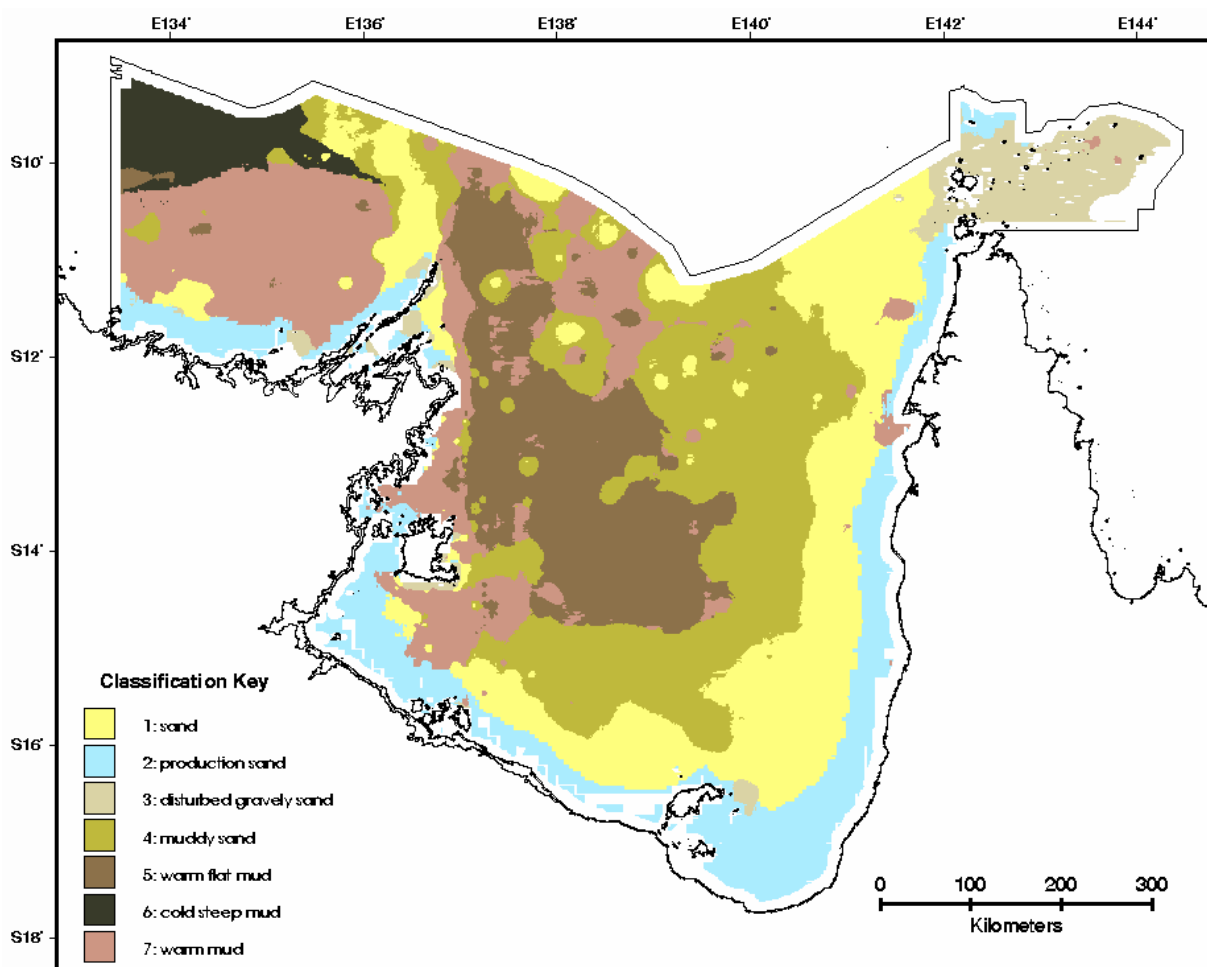 E134° E136° E138° E140° E142° E144°
S10°
S12°
S14°
S16°
S18°
Classification Key
1: sand
2: production sand
3: disturbed gravely sand
4: muddy sand
5: warm flat mud
6: cold steep mud
7: warm mud
0 100 200 300
Kilometers